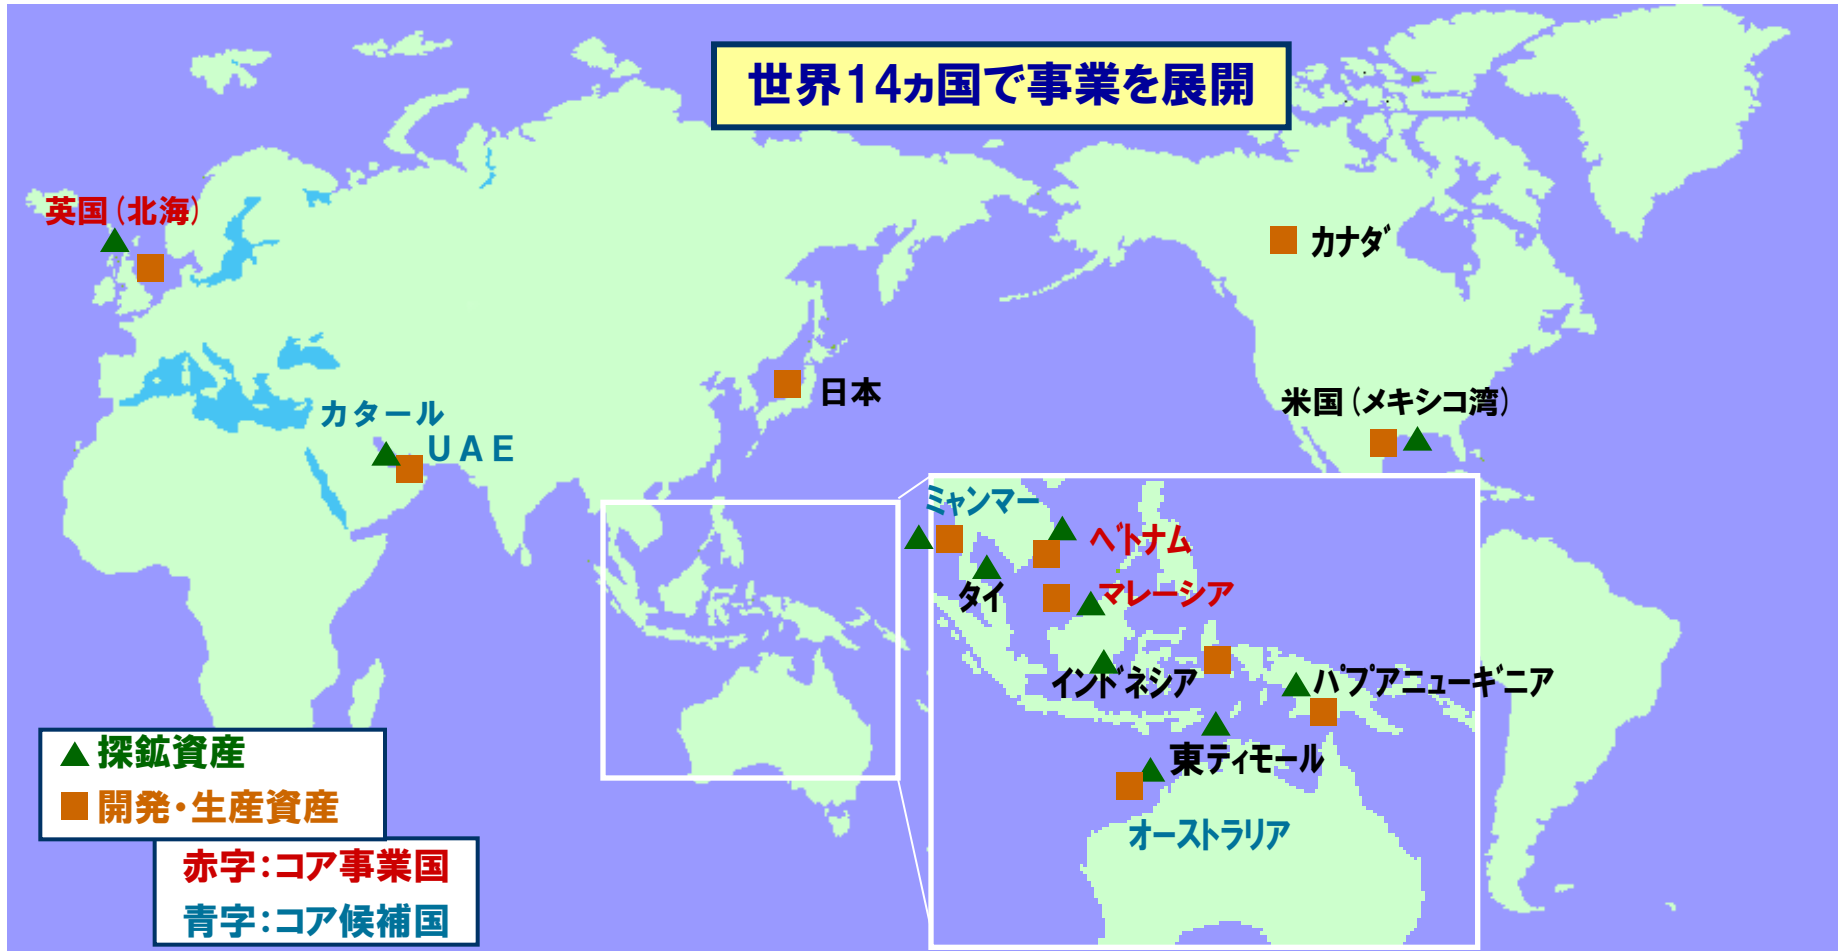 世界14ヵ国で事業を展開
英国(北海)
カナダ
日本
米国(メキシコ湾)
カタール
UAE
ミャンマー
ベトナム
タイ
マレーシア
インドネシア
パプアニューギニア
東ティモール
オーストラリア
▲探鉱資産
■開発・生産資産
赤字:コア事業国
青字:コア候補国